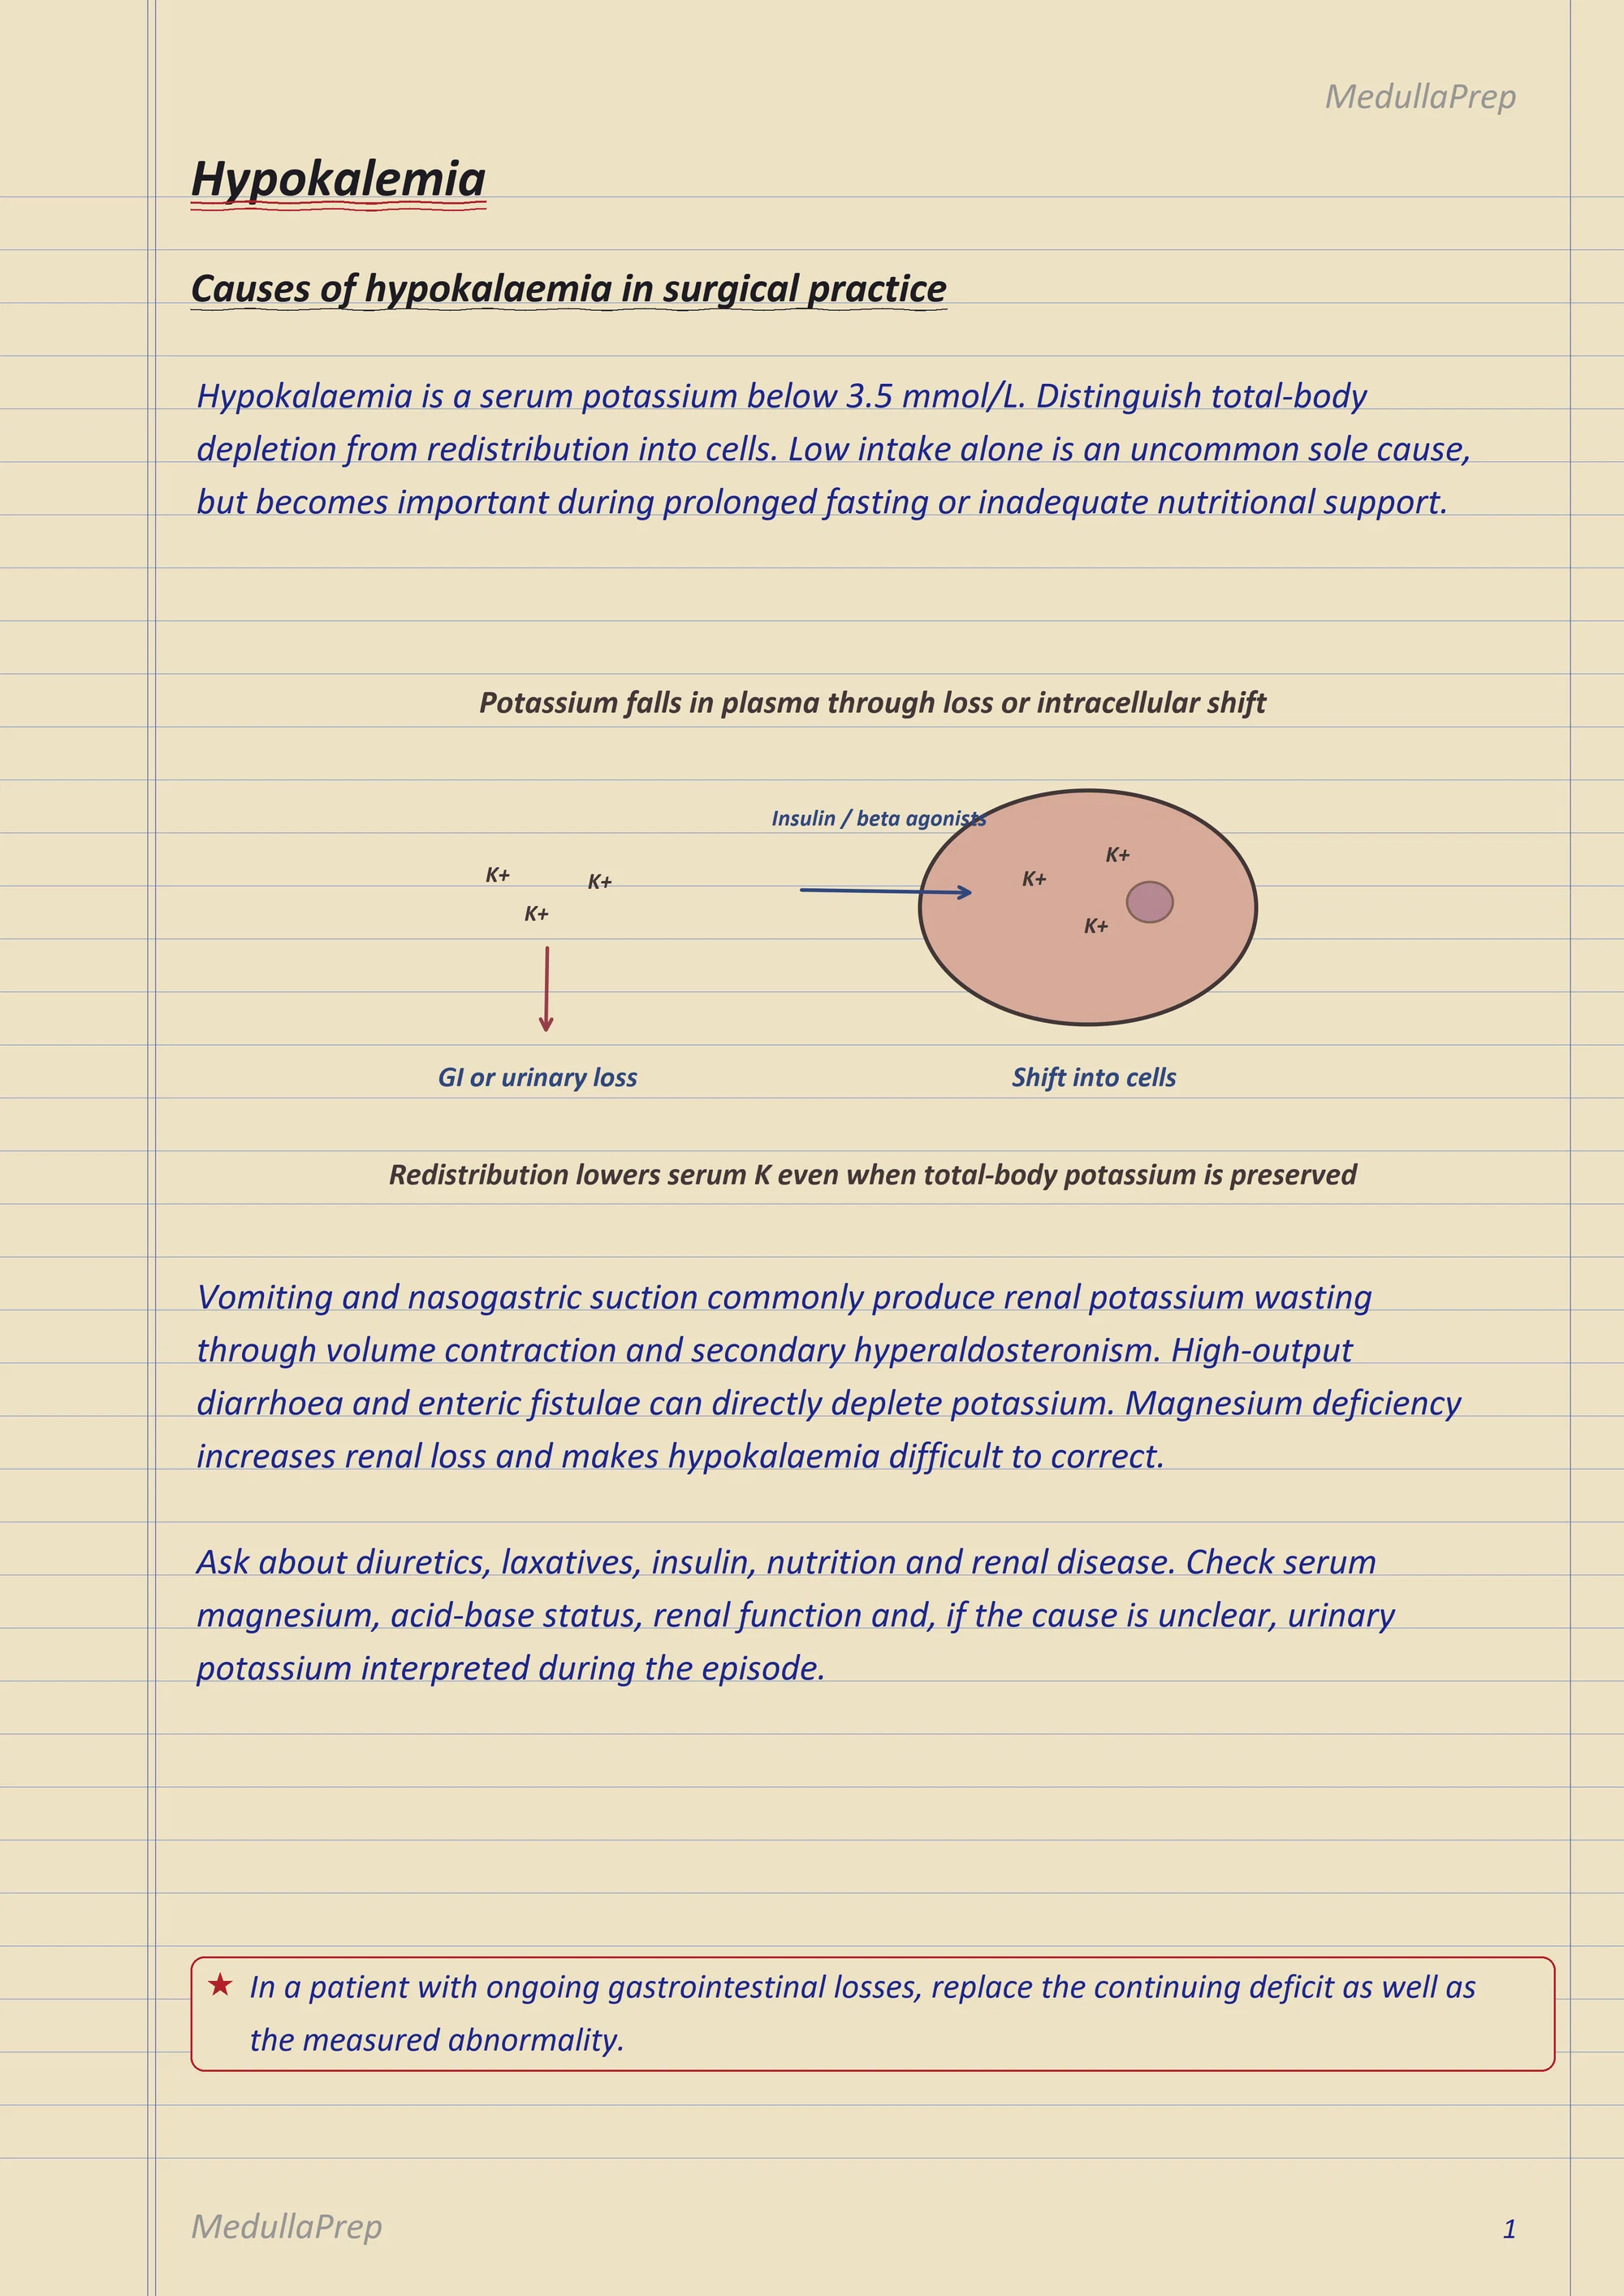 MedullaPrep
Hypokalemia
Causes of hypokalaemia in surgical practice
Hypokalaemia is a serum potassium below 3.5 mmol/L. Distinguish total-body
depletion from redistribution into cells. Low intake alone is an uncommon sole cause,
but becomes important during prolonged fasting or inadequate nutritional support.
Potassium falls in plasma through loss or intracellular shift
Insulin / beta agonists
K+
K+
K+
K+
K+
K+
GI or urinary loss
Shift into cells
Redistribution lowers serum K even when total-body potassium is preserved
Vomiting and nasogastric suction commonly produce renal potassium wasting
through volume contraction and secondary hyperaldosteronism. High-output
diarrhoea and enteric fistulae can directly deplete potassium. Magnesium deficiency
increases renal loss and makes hypokalaemia difficult to correct.
Ask about diuretics, laxatives, insulin, nutrition and renal disease. Check serum
magnesium, acid-base status, renal function and, if the cause is unclear, urinary
potassium interpreted during the episode.
★ In a patient with ongoing gastrointestinal losses, replace the continuing deficit as well as
the measured abnormality.
MedullaPrep
1